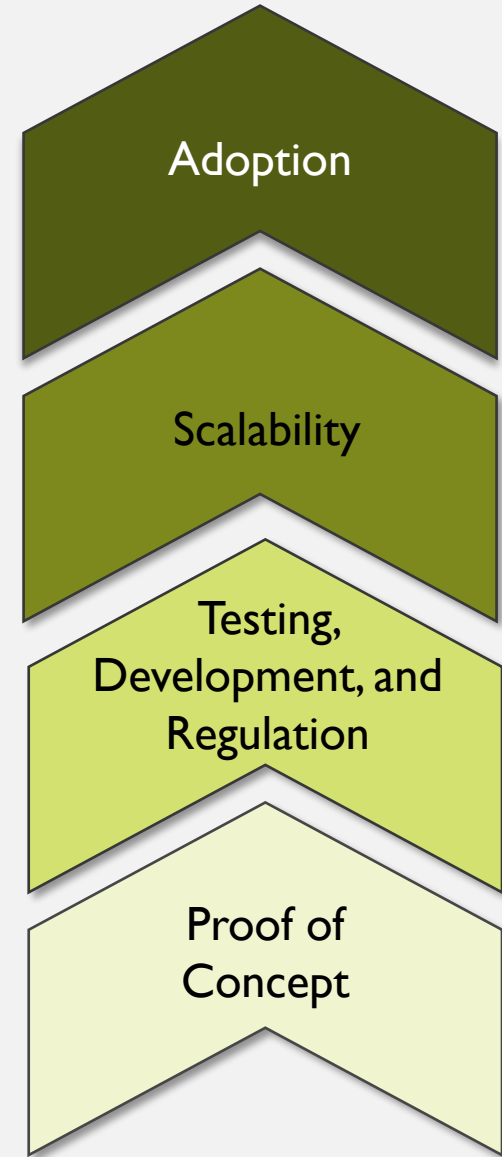 Adoption
Scalability
Testing,
Development, and
Regulation
Proof of
Concept